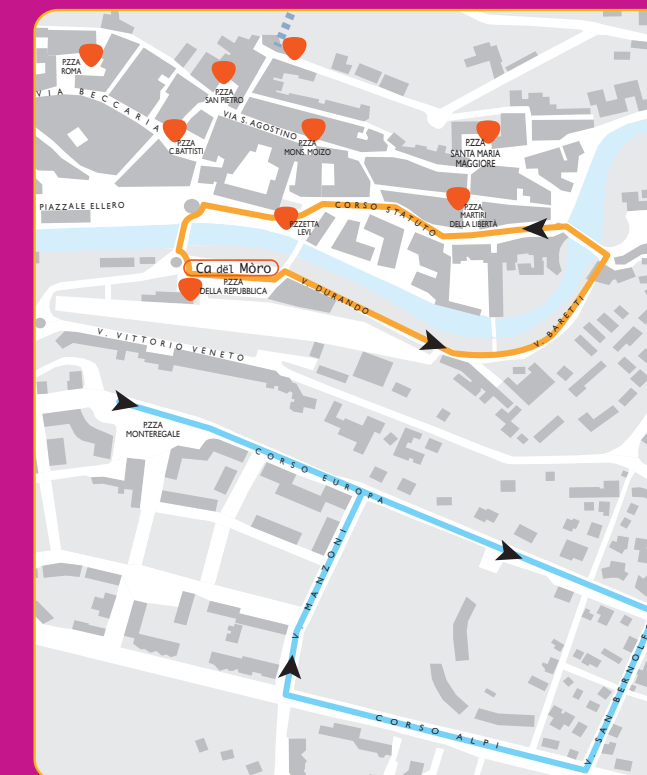 P.ZZA
ROMA
P.ZZA
SAN PIETRO
VIA BECCARIA
VIA S. AGOSTINO
P.ZZA
C.BATTISTI
P.ZZA
MONS. MOIZO
P.ZZA
SANTA MARIA
MAGGIORE
PIAZZALE ELLERO
CORSO STATUTO
P.ZZETTA
LEVI
P.ZZA
MARTIRI
DELLA LIBERTÀ
Ca dël Mòro
P.ZZA
DELLA REPUBBLICA
V. DURANDO
V. BARETTI
V. VITTORIO VENETO
P.ZZA
MONTEREGALE
CORSO EUROPA
V. MANZONI
CORSO ALPI
V. SAN BERNOLF